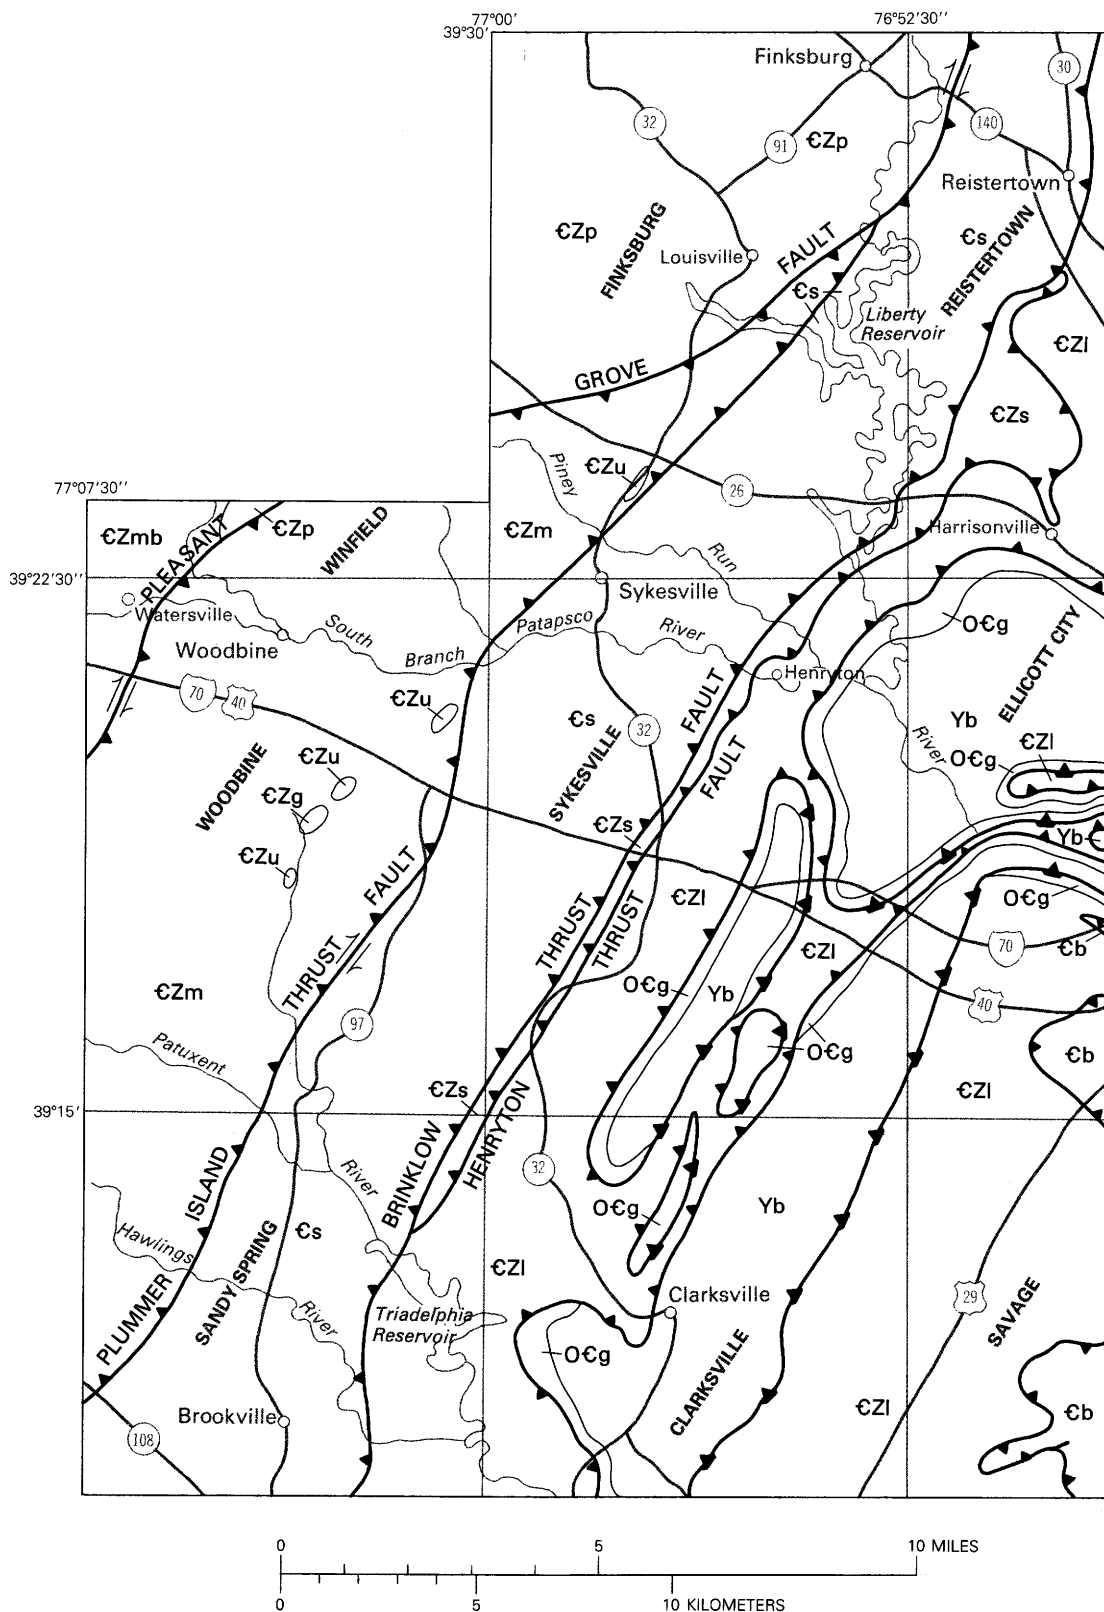 77°00′
76°52′30″
39°30′
Finksburg
30
32
140
91
ЄZp
Reistertown
ЄZp
FINKSBURG
Єs
REISTERTOWN
Louisville
FAULT
Єs
Liberty
Reservoir
ЄZl
GROVE
ЄZs
Piney
ЄZu
26
77°07′30″
ЄZmb
ЄZp
WINFIELD
ЄZm
Harrisonville
PLEASANT
Run
39°22′30″
Sykesville
Watersville
South
Patapsco
River
OЄg
ELLICOTT CITY
Woodbine
Branch
Henryton
70
40
ЄZu
Єs
32
FAULT
Yb
River
ЄZl
OЄg
WOODBINE
ЄZu
SYKESVILLE
FAULT
ЄZg
ЄZs
Yb
ЄZu
FAULT
ЄZl
OЄg
THRUST
THRUST
ЄZl
70
Єb
THRUST
ЄZm
OЄg
Yb
40
97
Patuxent
OЄg
Єb
ЄZs
ЄZl
39°15′
HENRYTON
BRINKLOW
River
32
ISLAND
OЄg
Yb
Єs
Hawlings
SANDY SPRING
ЄZl
PLUMMER
River
Triadelphia
Reservoir
Clarksville
29
SAVAGE
OЄg
CLARKSVILLE
Brookville
108
ЄZl
Єb
0 5 10 MILES
0 5 10 KILOMETERS